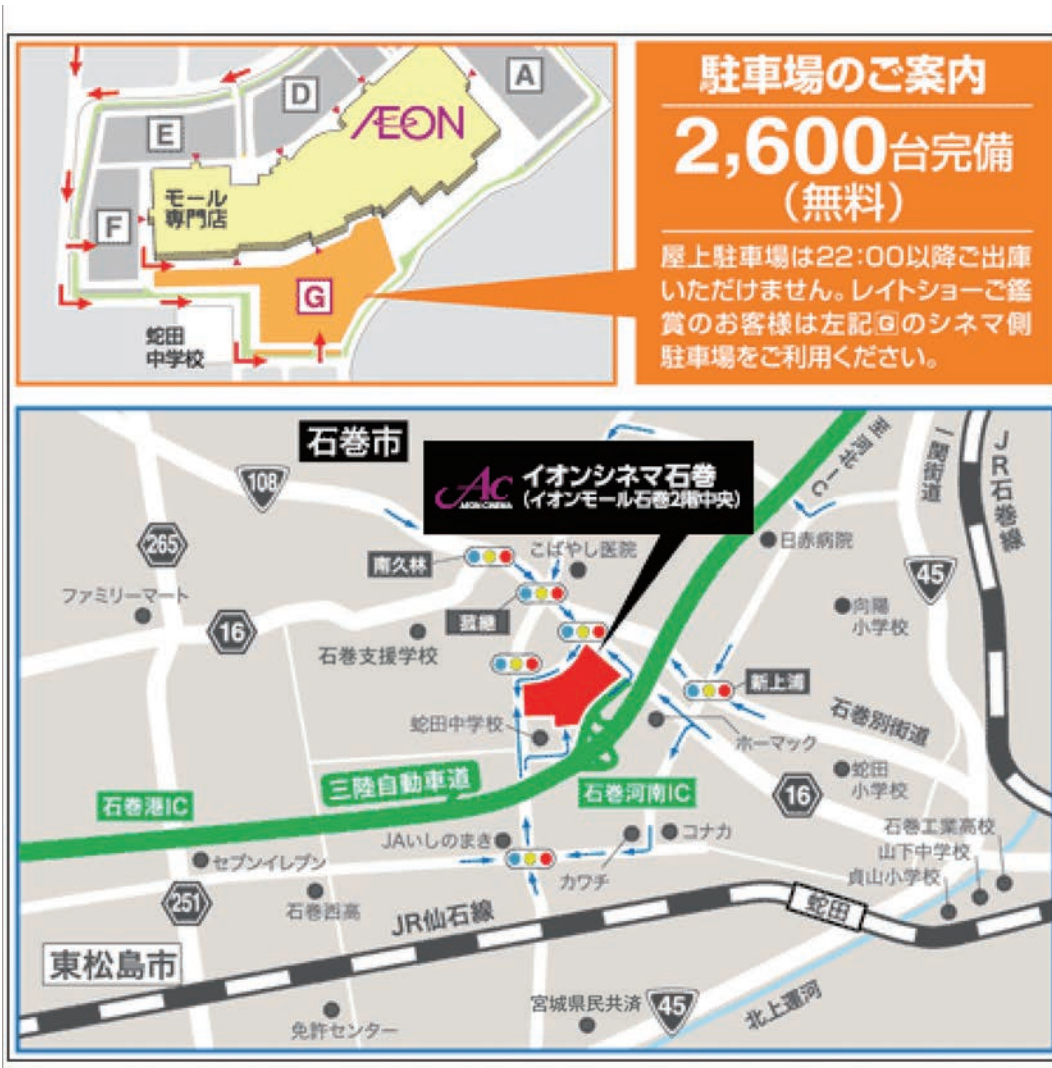 A
D
ÆON
E
モール
専門店
F
G
蛇田
中学校
駐車場のご案内
2,600台完備
(無料)
屋上駐車場は22:00以降ご出庫
いただけません。レイトショーご鑑
賞のお客様は左記Gのシネマ側
駐車場をご利用ください。
石巻市
108
Ac
AEON CINEMA
イオンシネマ石巻
(イオンモール石巻2階中央)
至河北IC
一関街道
JR石巻線
265
南久林
こばやし医院
日赤病院
45
ファミリーマート
16
石巻支援学校
向陽
小学校
新上浦
石巻別街道
蛇田中学校
ホーマック
三陸自動車道
石巻港IC
石巻河南IC
16
蛇田
小学校
JAいしのまき
コナカ
石巻工業高校
山下中学校
貞山小学校
セブンイレブン
カワチ
251
石巻西高
JR仙石線
蛇田
東松島市
免許センター
宮城県民共済
45
北上運河